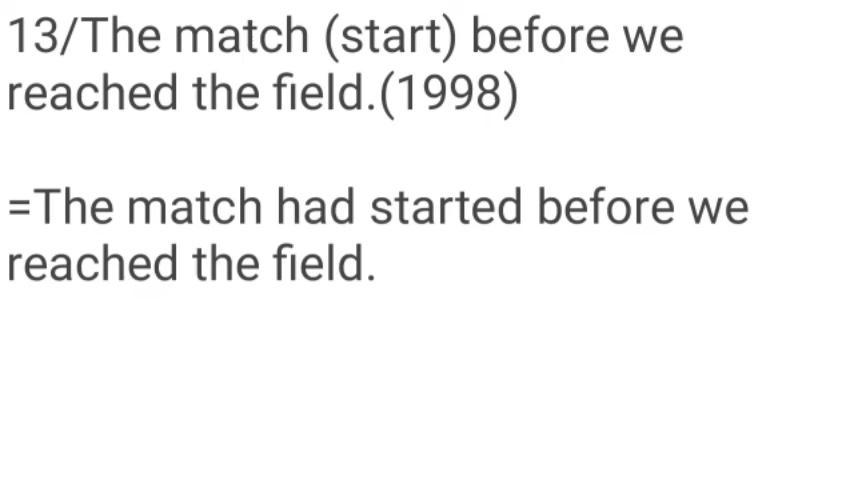 13/The match (start) before we
reached the field.(1998)
=The match had started before we
reached the field.